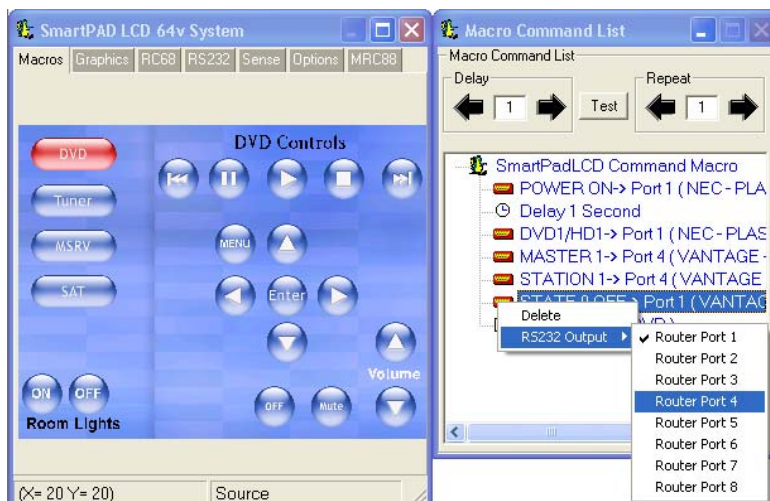 SmartPAD LCD 64v System
Macros Graphics RC68 RS232 Sense Options MRC88
DVD Controls
DVD
Tuner
MSRV
SAT
MENU
Enter
Volume
ON OFF
OFF Mute
Room Lights
(X= 20 Y= 20) Source
Macro Command List
Macro Command List
Delay Repeat
1 Test 1
SmartPadLCD Command Macro
POWER ON-> Port 1 ( NEC - PLA
Delay 1 Second
DVD1/HD1-> Port 1 ( NEC - PLAS
MASTER 1-> Port 4 ( VANTAGE -
STATION 1-> Port 4 ( VANTAGE
OFF-> Port 1 ( VANTAG
Delete
RS232 Output
Router Port 1
Router Port 2
Router Port 3
Router Port 4
Router Port 5
Router Port 6
Router Port 7
Router Port 8